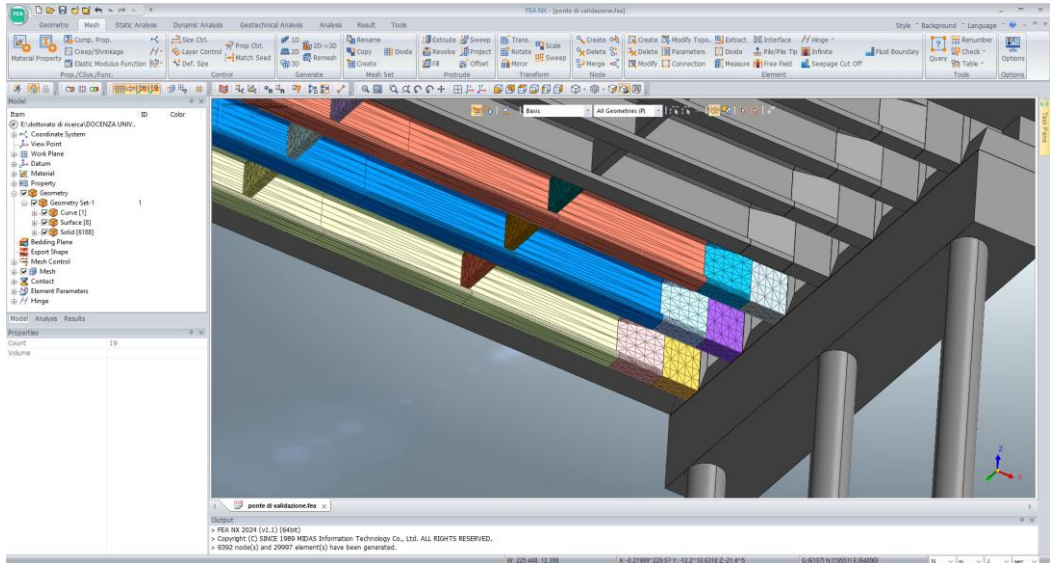 FEA NX - [ponte di validazione.fea]
Geometry Mesh Static Analysis Dynamic Analysis Geotechnical Analysis Analysis Result Tools Style Background Language
Material Property
Comp. Prop.
Creep/Shrinkage
Elastic Modulus Function
Prop./CSys./Func.
Size Ctrl.
Layer Control
Def. Size
Prop Ctrl.
Match Seed
Control
1D
2D
3D
2D->3D
Remesh
Generate
Rename
Copy
Divide
Create
Mesh Set
Extrude
Sweep
Revolve
Project
Fill
Offset
Protrude
Trans.
Rotate
Mirror
Scale
Sweep
Transform
Create
Delete
Merge
Node
Create
Modify Topo.
Extract
Interface
Hinge
Delete
Parameters
Divide
Pile/Pile Tip
Infinite
Fluid Boundary
Modify
Connection
Measure
Free Field
Seepage Cut Off
Element
Query
Renumber
Check
Table
Tools
Options
Options
Model
Item ID Color
E:\dottorato di ricerca\DOCENZA UNIV..
Coordinate System
View Point
Work Plane
Datum
Material
Property
Geometry
Geometry Set-1 1
Curve [1]
Surface [8]
Solid [6188]
Bedding Plane
Export Shape
Mesh Control
Mesh
Contact
Element Parameters
Hinge
Model Analysis Results
Properties
Count 19
Volume
Basic All Geometries (P)
Task Pane
Z
X
ponte di validazione.fea
Output
> FEA NX 2024 (v1.1) (64bit)
> Copyright (C) SINCE 1989 MIDAS Information Technology Co., Ltd. ALL RIGHTS RESERVED.
> 9392 node(s) and 29997 element(s) have been generated.